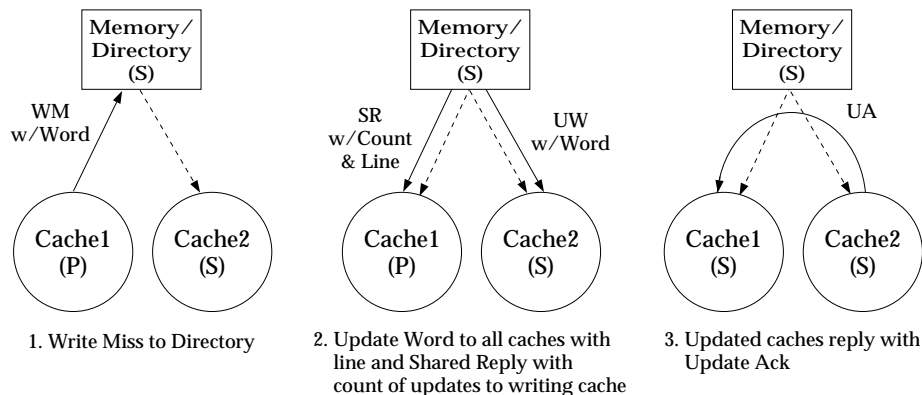 Memory/
Directory
(S)
WM
w/Word
Cache1
(P)
Cache2
(S)
1. Write Miss to Directory
Memory/
Directory
(S)
SR
w/Count
& Line
UW
w/Word
Cache1
(P)
Cache2
(S)
2. Update Word to all caches with
line and Shared Reply with
count of updates to writing cache
Memory/
Directory
(S)
UA
Cache1
(S)
Cache2
(S)
3. Updated caches reply with
Update Ack